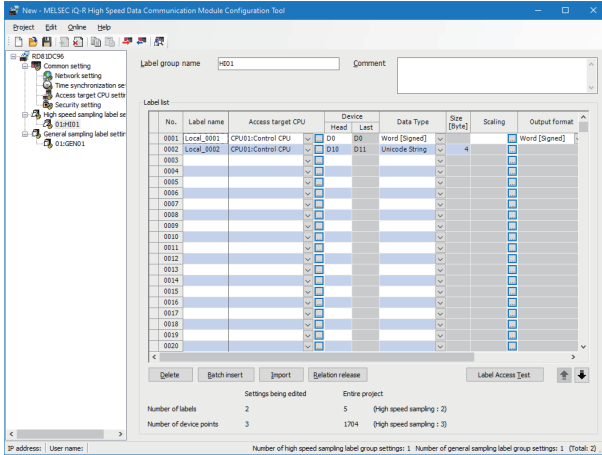 New - MELSEC iQ-R High Speed Data Communication Module Configuration Tool
Project Edit Online Help
RD81DC96
Common setting
Network setting
Time synchronization se
Access target CPU settir
Security setting
High speed sampling label se
01:HI01
General sampling label settir
01:GEN01
Label group name HI01 Comment
Label list
No. Label name Access target CPU Device Data Type Size [Byte] Scaling Output format
Head Last
0001 Local_0001 CPU01:Control CPU D0 D0 Word [Signed] Word [Signed]
0002 Local_0002 CPU01:Control CPU D10 D11 Unicode String 4
0003
0004
0005
0006
0007
0008
0009
0010
0011
0012
0013
0014
0015
0016
0017
0018
0019
0020
Delete Batch insert Import Relation release Label Access Test
Settings being edited Entire project
Number of labels 2 5 (High speed sampling : 2)
Number of device points 3 1704 (High speed sampling : 3)
IP address: User name: Number of high speed sampling label group settings: 1 Number of general sampling label group settings: 1 (Total: 2)